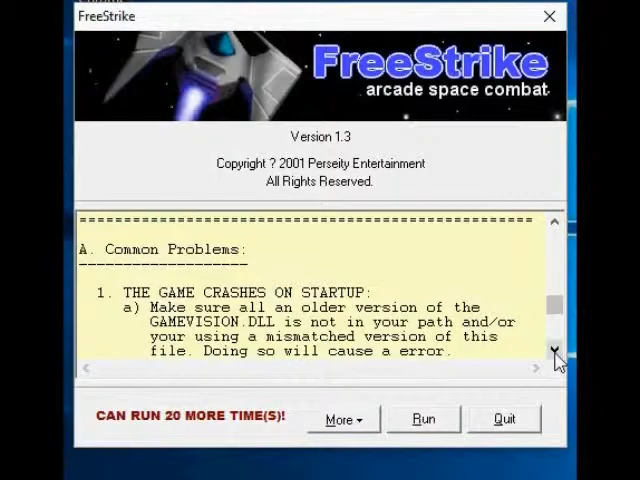 FreeStrike
FreeStrike
arcade space combat
Version 1.3
Copyright ? 2001 Perseity Entertainment
All Rights Reserved.
===================================================
A. Common Problems:
-------------------
1. THE GAME CRASHES ON STARTUP:
a) Make sure all an older version of the
GAMEVISION.DLL is not in your path and/or
your using a mismatched version of this
file. Doing so will cause a error.
CAN RUN 20 MORE TIME(S)!
More
Run
Quit